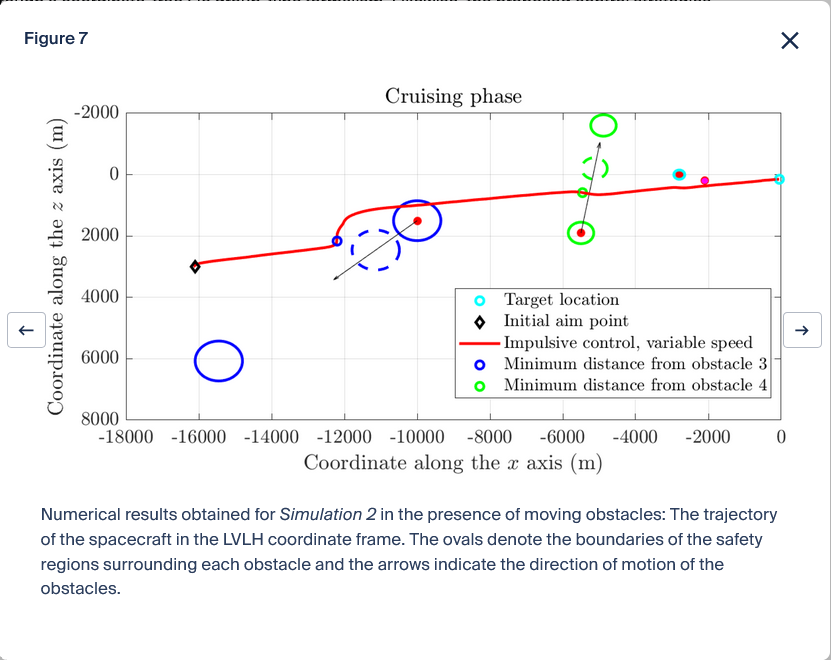 Figure 7
Cruising phase
Coordinate along the z axis (m)
-2000
0
2000
4000
6000
8000
-18000 -16000 -14000 -12000 -10000 -8000 -6000 -4000 -2000 0
Coordinate along the x axis (m)
Target location
Initial aim point
Impulsive control, variable speed
Minimum distance from obstacle 3
Minimum distance from obstacle 4
Numerical results obtained for Simulation 2 in the presence of moving obstacles: The trajectory
of the spacecraft in the LVLH coordinate frame. The ovals denote the boundaries of the safety
regions surrounding each obstacle and the arrows indicate the direction of motion of the
obstacles.